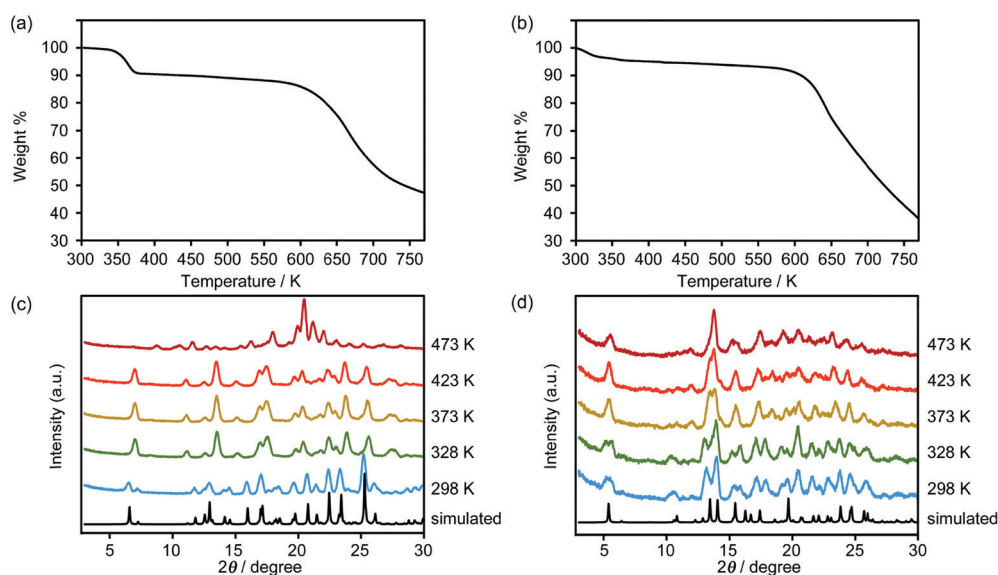 (a)
100
90
80
70
60
50
40
30
Weight %
300 350 400 450 500 550 600 650 700 750
Temperature / K
(b)
100
90
80
70
60
50
40
30
Weight %
300 350 400 450 500 550 600 650 700 750
Temperature / K
(c)
Intensity (a.u.)
473 K
423 K
373 K
328 K
298 K
simulated
5 10 15 20 25 30
2θ / degree
(d)
Intensity (a.u.)
473 K
423 K
373 K
328 K
298 K
simulated
5 10 15 20 25 30
2θ / degree